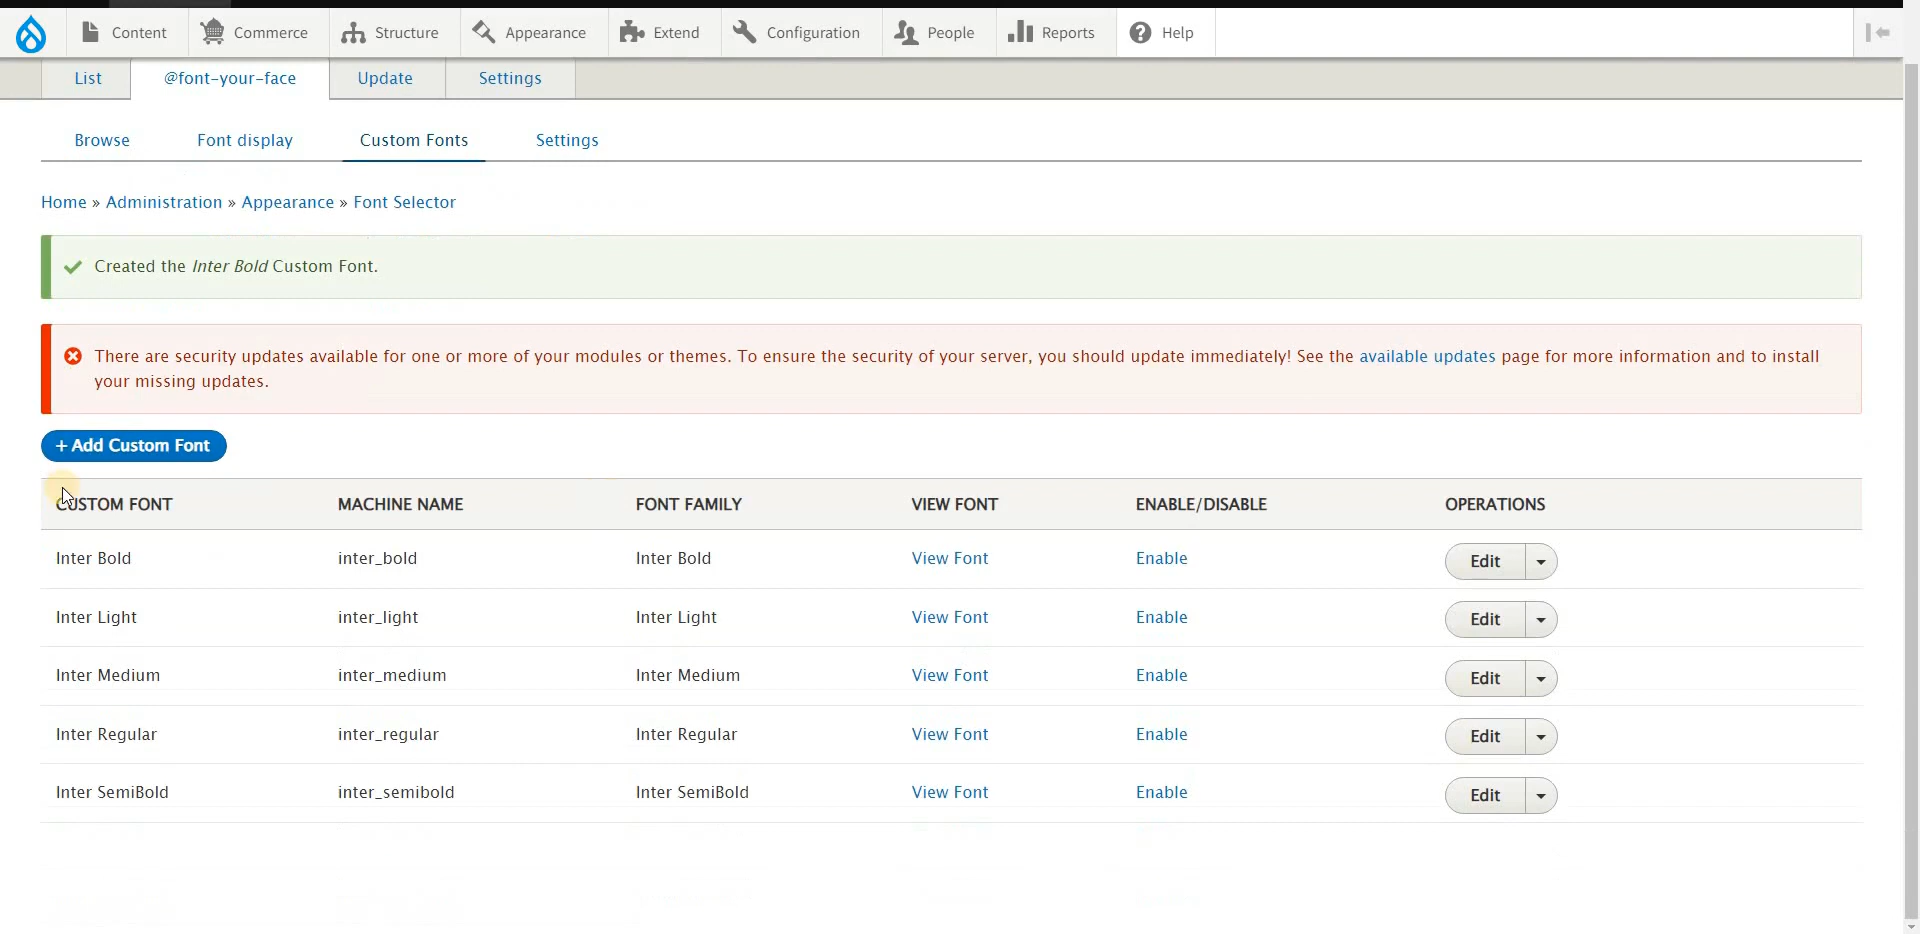 Content Commerce Structure Appearance Extend Configuration People Reports Help
List @font-your-face Update Settings
Browse Font display Custom Fonts Settings
Home » Administration » Appearance » Font Selector
Created the Inter Bold Custom Font.
There are security updates available for one or more of your modules or themes. To ensure the security of your server, you should update immediately! See the available updates page for more information and to install
your missing updates.
+ Add Custom Font
CUSTOM FONT MACHINE NAME FONT FAMILY VIEW FONT ENABLE/DISABLE OPERATIONS
Inter Bold inter_bold Inter Bold View Font Enable Edit
Inter Light inter_light Inter Light View Font Enable Edit
Inter Medium inter_medium Inter Medium View Font Enable Edit
Inter Regular inter_regular Inter Regular View Font Enable Edit
Inter SemiBold inter_semibold Inter SemiBold View Font Enable Edit